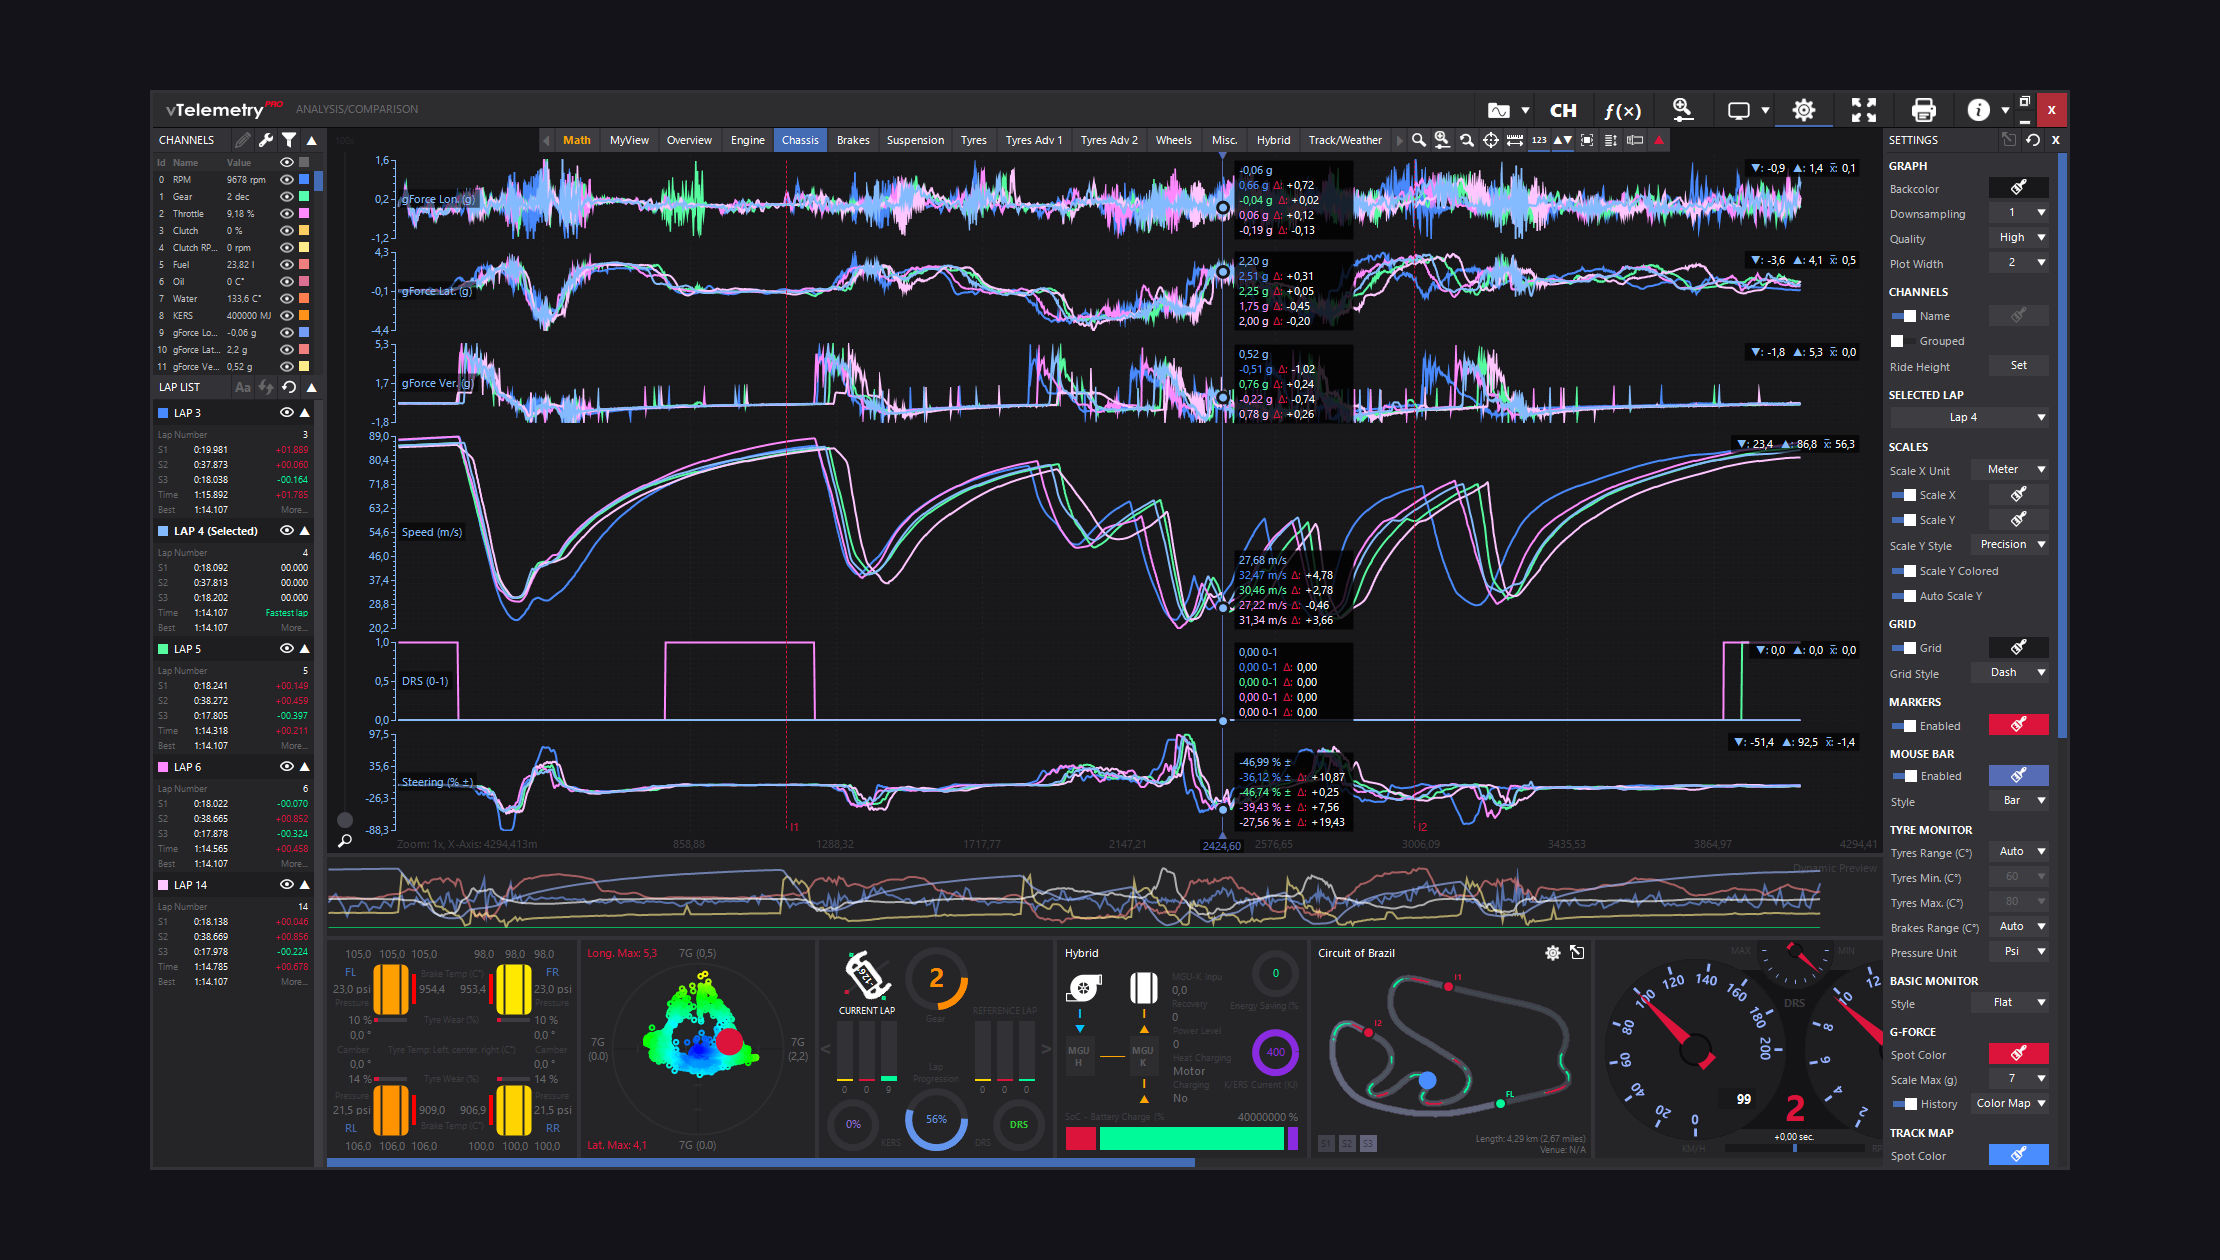 vTelemetry PRO ANALYSIS/COMPARISON
CH f(x) i X
CHANNELS
Id Name Value
0 RPM 9678 rpm
1 Gear 2 dec
2 Throttle 9,18 %
3 Clutch 0 %
4 Clutch RP... 0 rpm
5 Fuel 23,82 l
6 Oil 0 C°
7 Water 133,6 C°
8 KERS 400000 MJ
9 gForce Lo... -0,06 g
10 gForce Lat... 2,2 g
11 gForce Ve... 0,52 g
LAP LIST Aa
LAP 3
Lap Number 3
S1 0:19.981 +01.889
S2 0:37.873 +00.060
S3 0:18.038 -00.164
Time 1:15.892 +01.785
Best 1:14.107 More...
LAP 4 (Selected)
Lap Number 4
S1 0:18.092 00.000
S2 0:37.813 00.000
S3 0:18.202 00.000
Time 1:14.107 Fastest lap
Best 1:14.107 More...
LAP 5
Lap Number 5
S1 0:18.241 +00.149
S2 0:38.272 +00.459
S3 0:17.805 -00.397
Time 1:14.318 +00.211
Best 1:14.107 More...
LAP 6
Lap Number 6
S1 0:18.022 -00.070
S2 0:38.665 +00.852
S3 0:17.878 -00.324
Time 1:14.565 +00.458
Best 1:14.107 More...
LAP 14
Lap Number 14
S1 0:18.138 +00.046
S2 0:38.669 +00.856
S3 0:17.978 -00.224
Time 1:14.785 +00.678
Best 1:14.107 More...
Math MyView Overview Engine Chassis Brakes Suspension Tyres Tyres Adv 1 Tyres Adv 2 Wheels Misc. Hybrid Track/Weather 123
1,6
0,2
-1,2
gForce Lon. (g)
-0,06 g
0,66 g Δ: +0,72
-0,04 g Δ: +0,02
0,06 g Δ: +0,12
-0,19 g Δ: -0,13
▼: -0,9 ▲: 1,4 x̄: 0,1
4,3
-0,1
-4,4
gForce Lat. (g)
2,20 g
2,51 g Δ: +0,31
2,25 g Δ: +0,05
1,75 g Δ: -0,45
2,00 g Δ: -0,20
▼: -3,6 ▲: 4,1 x̄: 0,5
5,3
1,7
-1,8
gForce Ver. (g)
0,52 g
-0,51 g Δ: -1,02
0,76 g Δ: +0,24
-0,22 g Δ: -0,74
0,78 g Δ: +0,26
▼: -1,8 ▲: 5,3 x̄: 0,0
89,0
80,4
71,8
63,2
54,6
46,0
37,4
28,8
20,2
Speed (m/s)
27,68 m/s
32,47 m/s Δ: +4,78
30,46 m/s Δ: +2,78
27,22 m/s Δ: -0,46
31,34 m/s Δ: +3,66
▼: 23,4 ▲: 86,8 x̄: 56,3
1,0
0,5
0,0
DRS (0-1)
0,00 0-1
0,00 0-1 Δ: 0,00
0,00 0-1 Δ: 0,00
0,00 0-1 Δ: 0,00
0,00 0-1 Δ: 0,00
▼: 0,0 ▲: 0,0 x̄: 0,0
97,5
35,6
-26,3
-88,3
Steering (% ±)
-46,99 % ±
-36,12 % ± Δ: +10,87
-46,74 % ± Δ: +0,25
-39,43 % ± Δ: +7,56
-27,56 % ± Δ: +19,43
▼: -51,4 ▲: 92,5 x̄: -1,4
I1 I2
Zoom: 1x, X-Axis: 4294,413m 858,88 1288,32 1717,77 2147,21 2424,60 2576,65 3006,09 3435,53 3864,97 4294,41
Dynamic Preview
105,0 105,0 105,0 98,0 98,0 98,0
FL Brake Temp (C°) FR
23,0 psi 954,4 953,4 23,0 psi
Pressure Pressure
10 % Tyre Wear (%) 10 %
0,0 ° 0,0 °
Camber Tyre Temp: Left, center, right (C°) Camber
0,0 ° 0,0 °
14 % Tyre Wear (%) 14 %
Pressure Pressure
21,5 psi 909,0 906,9 21,5 psi
RL Brake Temp (C°) RR
106,0 106,0 106,0 100,0 100,0 100,0
Long. Max: 5,3 7G (0,5)
7G (0.0) 7G (2,2)
Lat. Max: 4,1 7G (0.0)
2
Gear
CURRENT LAP REFERENCE LAP
< >
Lap Progression
0 0 9 0 0 0
0% KERS 56% DRS DRS
Hybrid
MGU-K Inpu
0,0
Recovery
0
Power Level
0
Heat Charging
Motor
Charging
No
MGU H MGU K
0
Energy Saving (%
400
K/ERS Current (KJ)
SoC - Battery Charge (% 40000000 %
Circuit of Brazil
I1
I2
FL
S1 S2 S3
Length: 4,29 km (2,67 miles)
Venue: N/A
MAX MIN
DRS
0 20 40 60 80 100 120 140 160 180 200
99
KM/H
2
+0,00 sec.
2 4 6 8 10 12
SETTINGS X
GRAPH
Backcolor
Downsampling 1
Quality High
Plot Width 2
CHANNELS
Name
Grouped
Ride Height Set
SELECTED LAP
Lap 4
SCALES
Scale X Unit Meter
Scale X
Scale Y
Scale Y Style Precision
Scale Y Colored
Auto Scale Y
GRID
Grid
Grid Style Dash
MARKERS
Enabled
MOUSE BAR
Enabled
Style Bar
TYRE MONITOR
Tyres Range (C°) Auto
Tyres Min. (C°) 60
Tyres Max. (C°) 80
Brakes Range (C°) Auto
Pressure Unit Psi
BASIC MONITOR
Style Flat
G-FORCE
Spot Color
Scale Max (g) 7
History Color Map
TRACK MAP
Spot Color